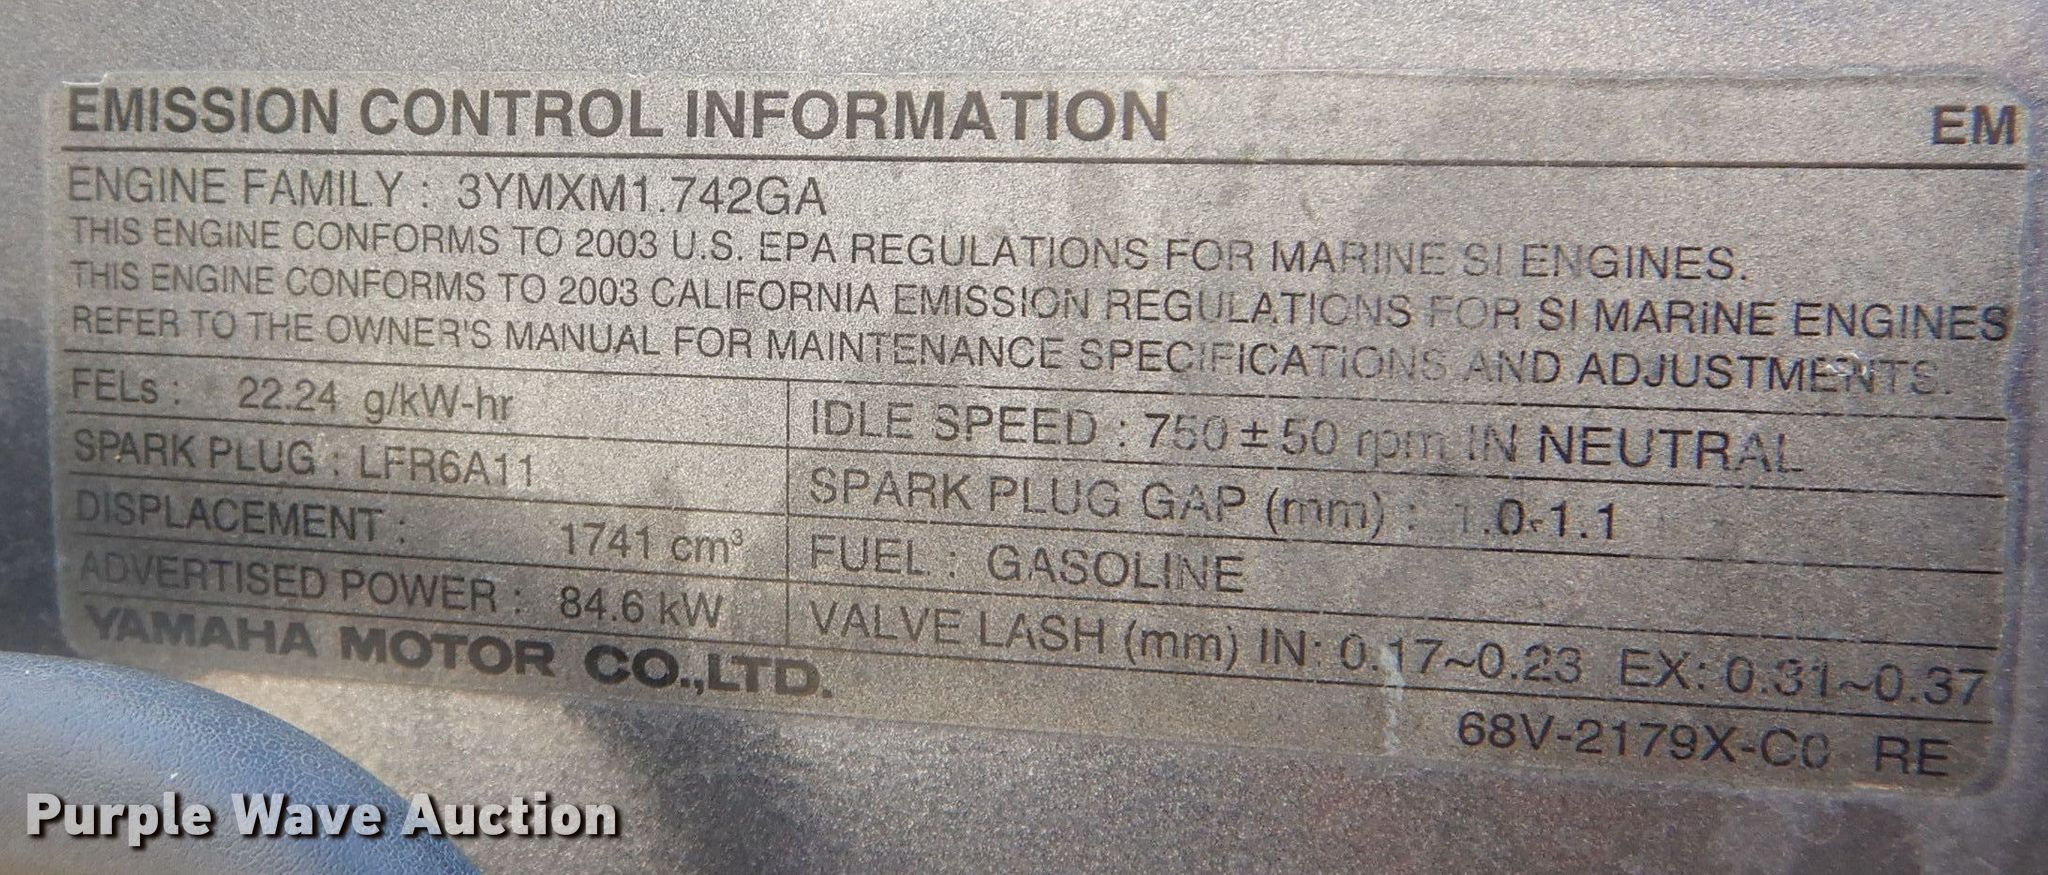 EMISSION CONTROL INFORMATION EM
ENGINE FAMILY : 3YMXM1.742GA
THIS ENGINE CONFORMS TO 2003 U.S. EPA REGULATIONS FOR MARINE SI ENGINES.
THIS ENGINE CONFORMS TO 2003 CALIFORNIA EMISSION REGULATIONS FOR SI MARINE ENGINES
REFER TO THE OWNER'S MANUAL FOR MAINTENANCE SPECIFICATIONS AND ADJUSTMENTS.
FELs : 22.24 g/kW-hr
IDLE SPEED : 750 ± 50 rpm IN NEUTRAL
SPARK PLUG : LFR6A11
SPARK PLUG GAP (mm) : 1.0-1.1
DISPLACEMENT : 1741 cm³
FUEL : GASOLINE
ADVERTISED POWER : 84.6 kW
VALVE LASH (mm) IN: 0.17~0.23 EX: 0.31~0.37
YAMAHA MOTOR CO.,LTD.
68V-2179X-C0 RE
Purple Wave Auction